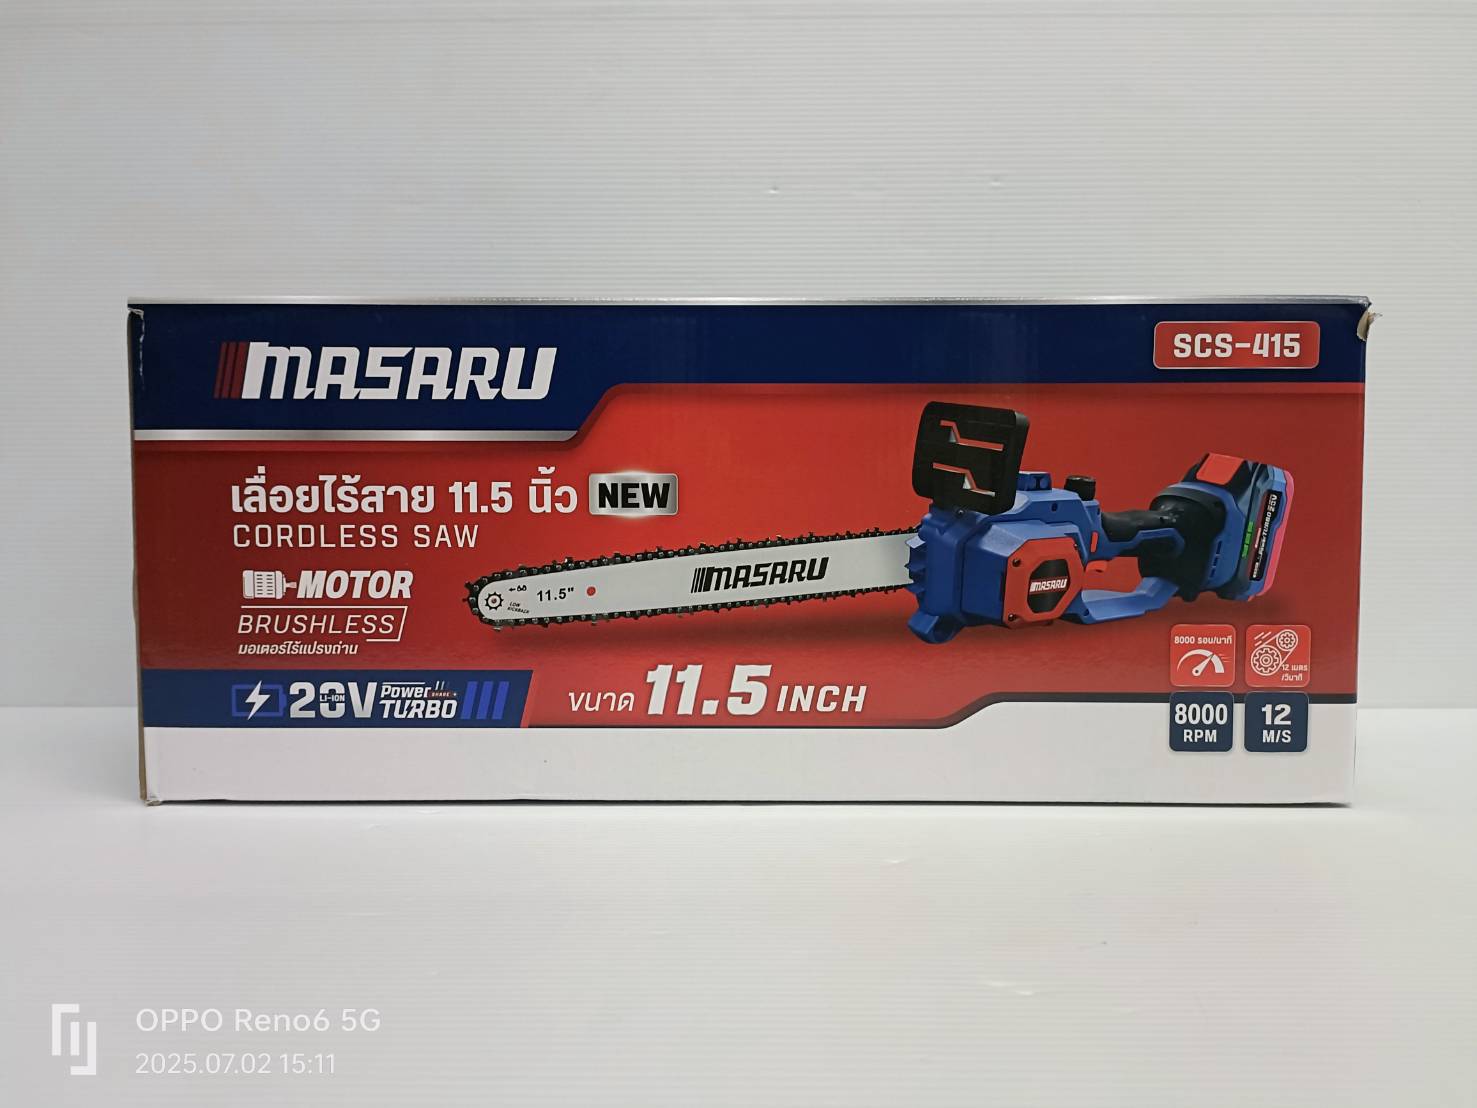 MASARU
SCS-415
เลื่อยไร้สาย 11.5 นิ้ว NEW
CORDLESS SAW
MOTOR
BRUSHLESS
มอเตอร์ไร้แปรงถ่าน
20V LI-ION Power SHARE + TURBO
ขนาด 11.5 INCH
11.5"
LOW KICKBACK
MASARU
MASARU
8000 รอบ/นาที
12 เมตร
/วินาที
8000
RPM
12
M/S
OPPO Reno6 5G
2025.07.02 15:11